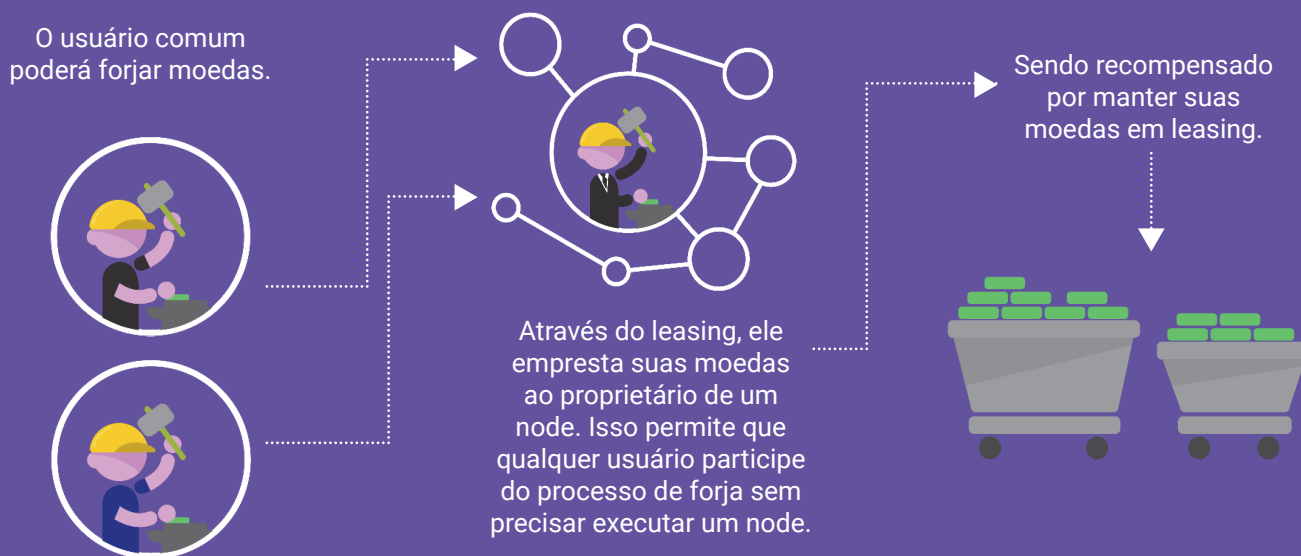 O usuário comum
poderá forjar moedas.
Através do leasing, ele
empresta suas moedas
ao proprietário de um
node. Isso permite que
qualquer usuário participe
do processo de forja sem
precisar executar um node.
Sendo recompensado
por manter suas
moedas em leasing.